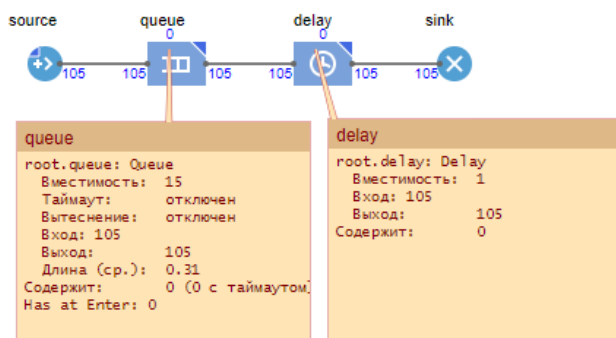 source queue delay sink
0 0
105 105 105 105 105 105
queue
root.queue: Queue
Вместимость: 15
Таймаут: отключен
Вытеснение: отключен
Вход: 105
Выход: 105
Длина (ср.): 0.31
Содержит: 0 (0 с таймаутом)
Has at Enter: 0
delay
root.delay: Delay
Вместимость: 1
Вход: 105
Выход: 105
Содержит: 0